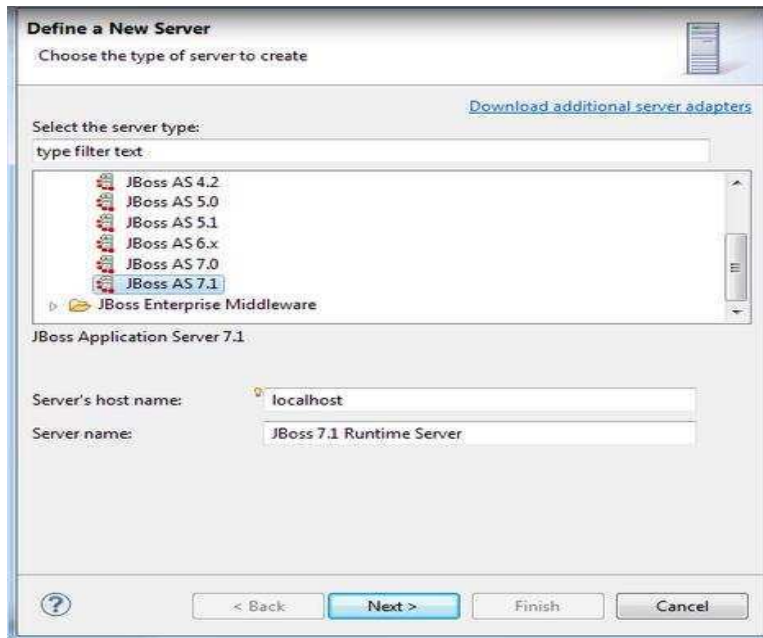 Define a New Server
Choose the type of server to create
Download additional server adapters
Select the server type:
type filter text
JBoss AS 4.2
JBoss AS 5.0
JBoss AS 5.1
JBoss AS 6.x
JBoss AS 7.0
JBoss AS 7.1
JBoss Enterprise Middleware
JBoss Application Server 7.1
Server's host name: localhost
Server name: JBoss 7.1 Runtime Server
? < Back Next > Finish Cancel